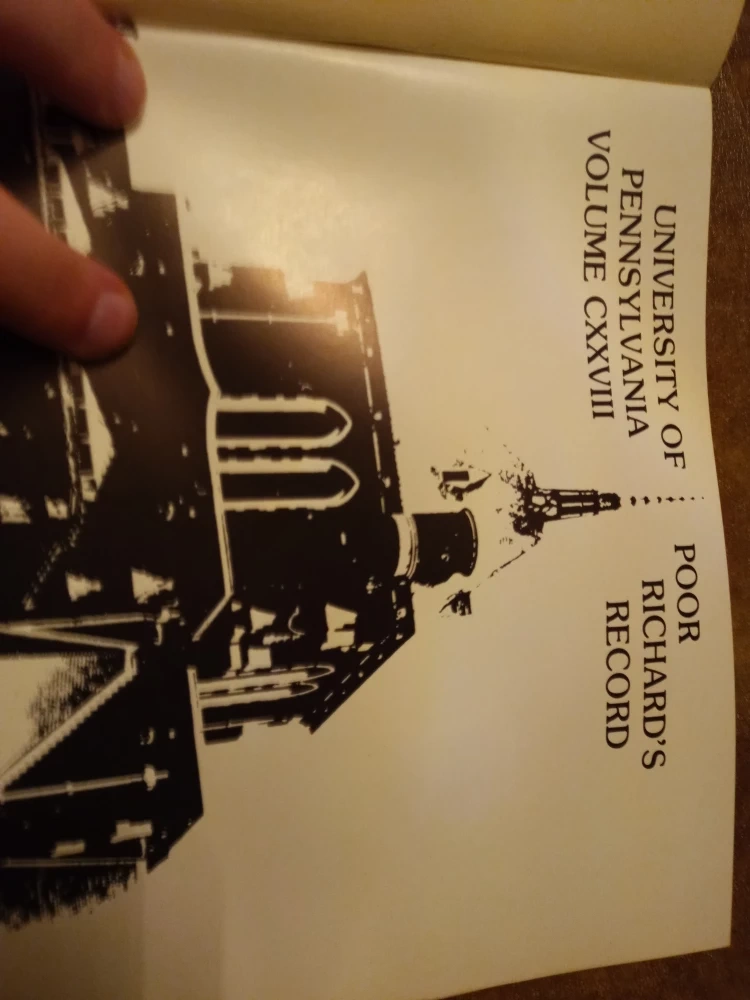 UNIVERSITY OF
PENNSYLVANIA
VOLUME CXXVIII
POOR
RICHARD'S
RECORD